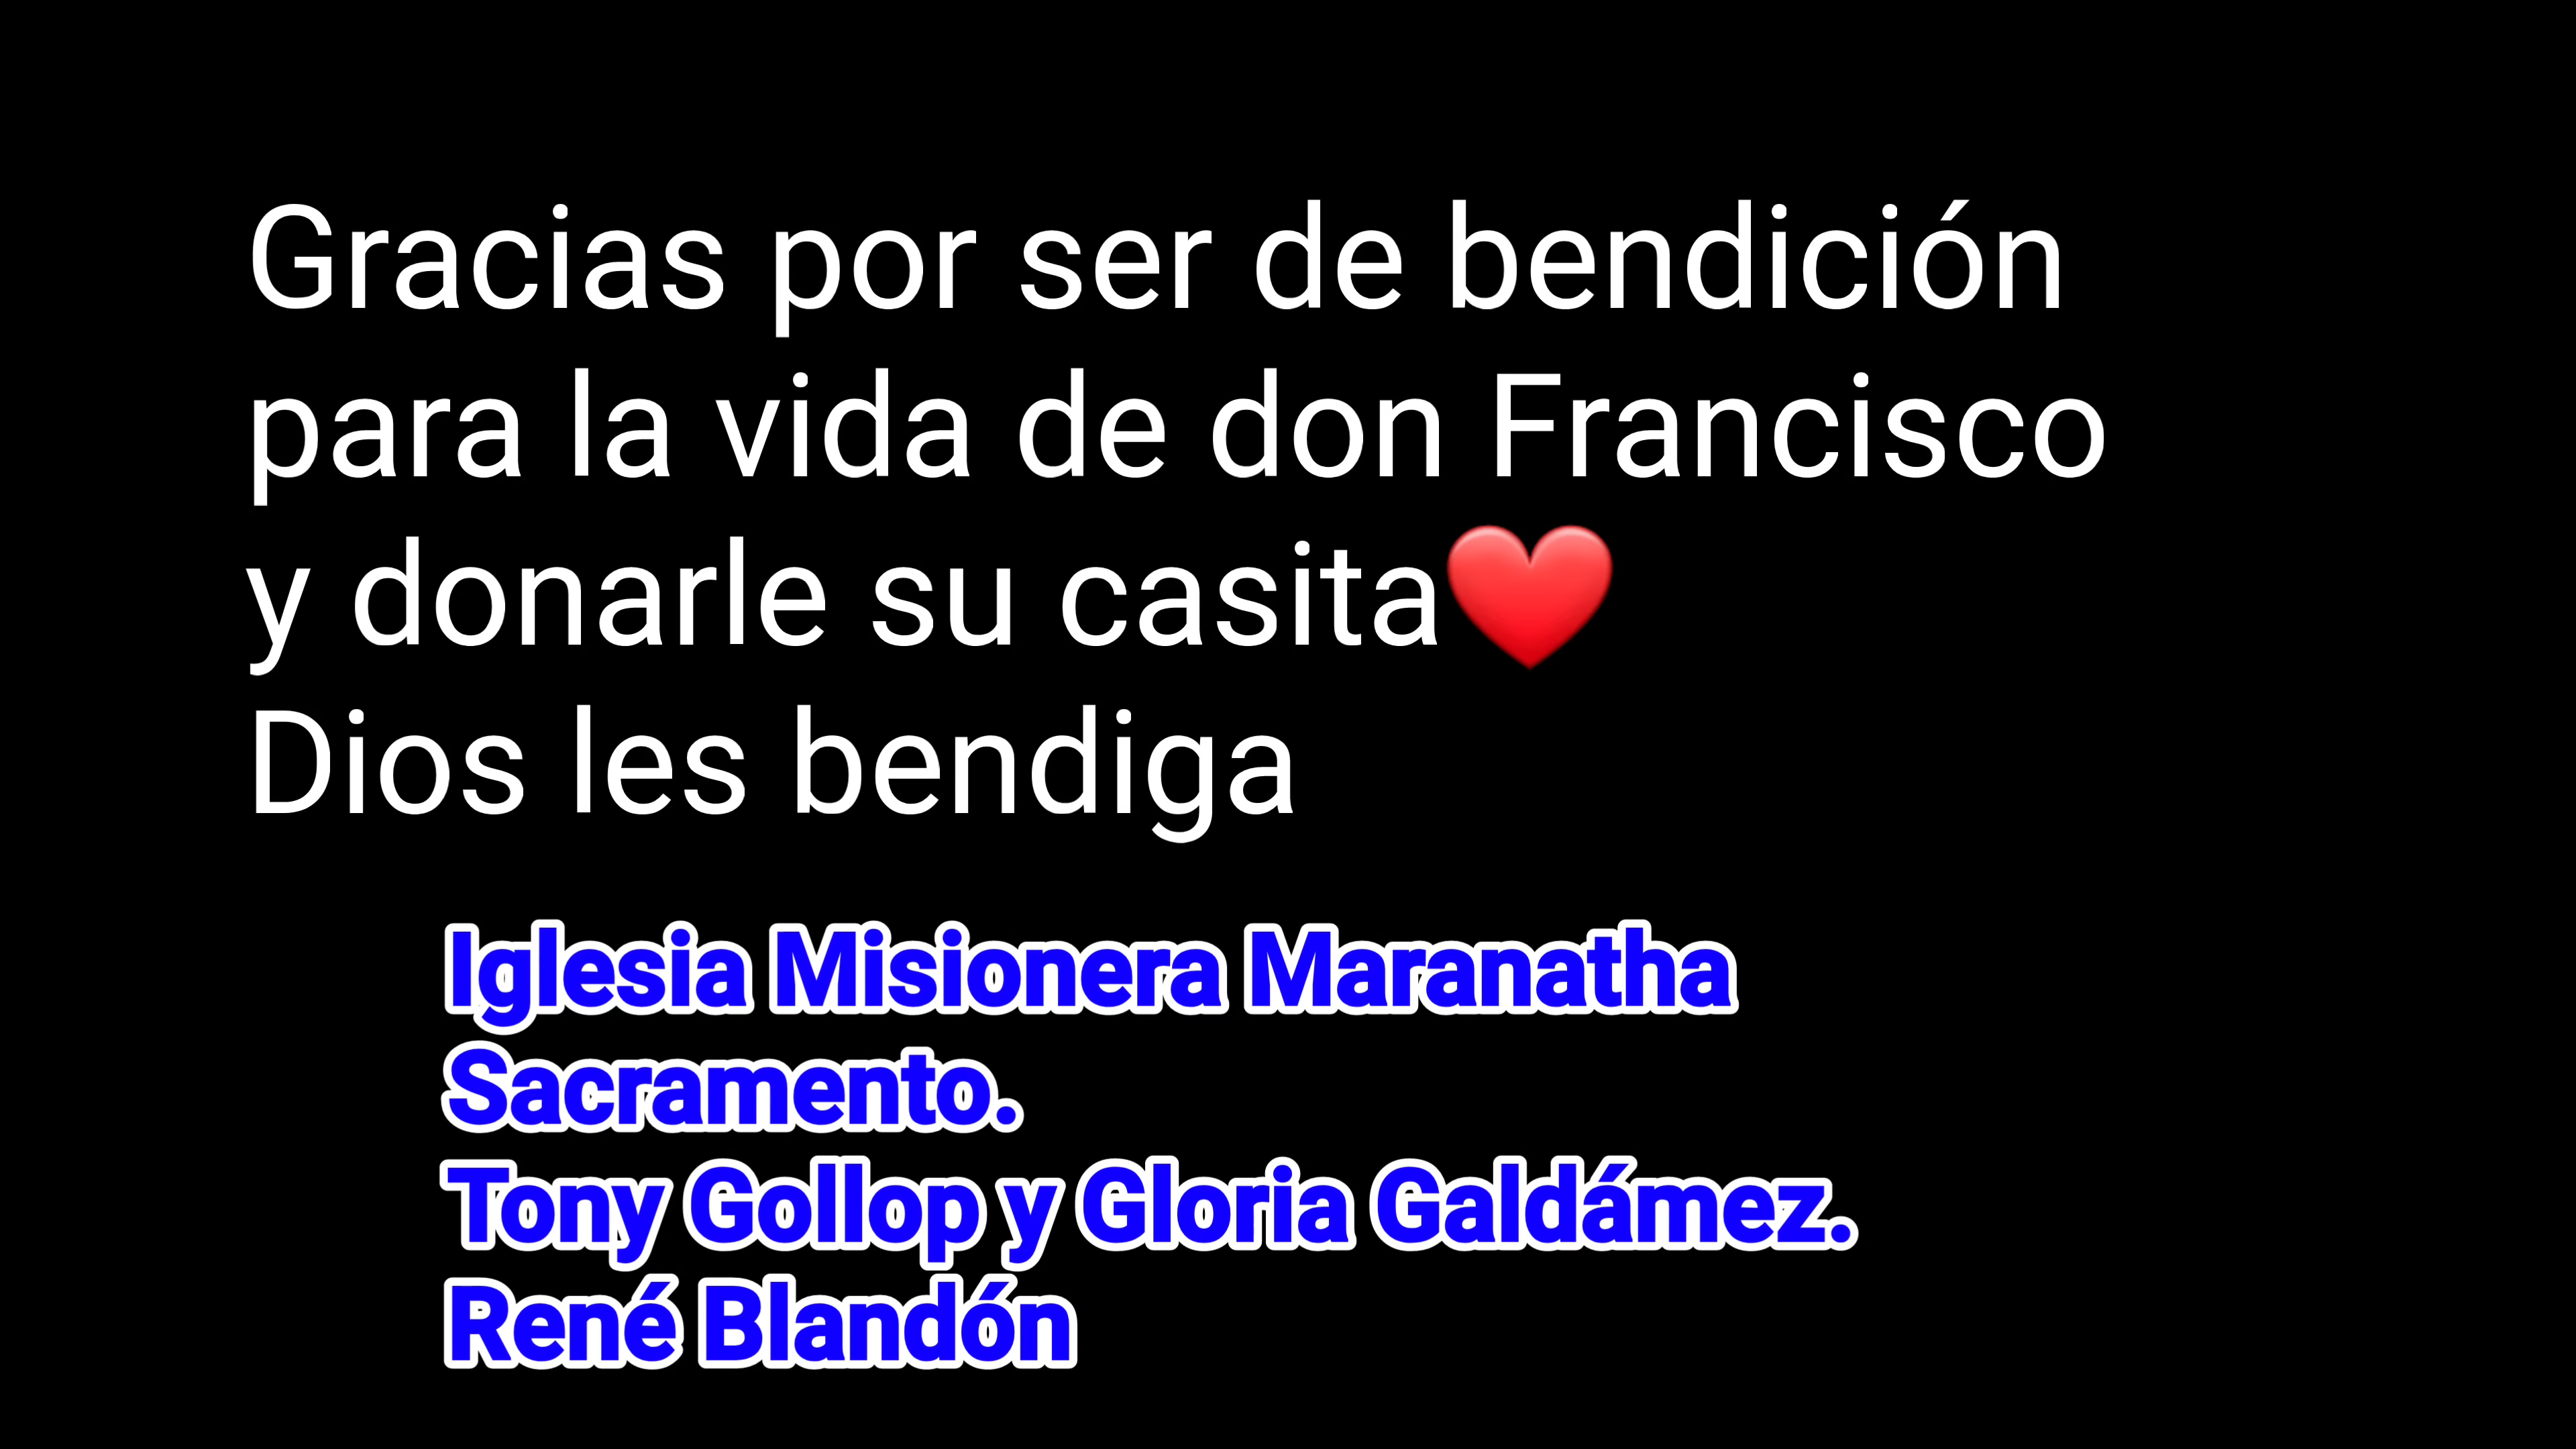 Gracias por ser de bendición
para la vida de don Francisco
y donarle su casita❤️
Dios les bendiga
Iglesia Misionera Maranatha
Sacramento.
Tony Gollop y Gloria Galdámez.
René Blandón